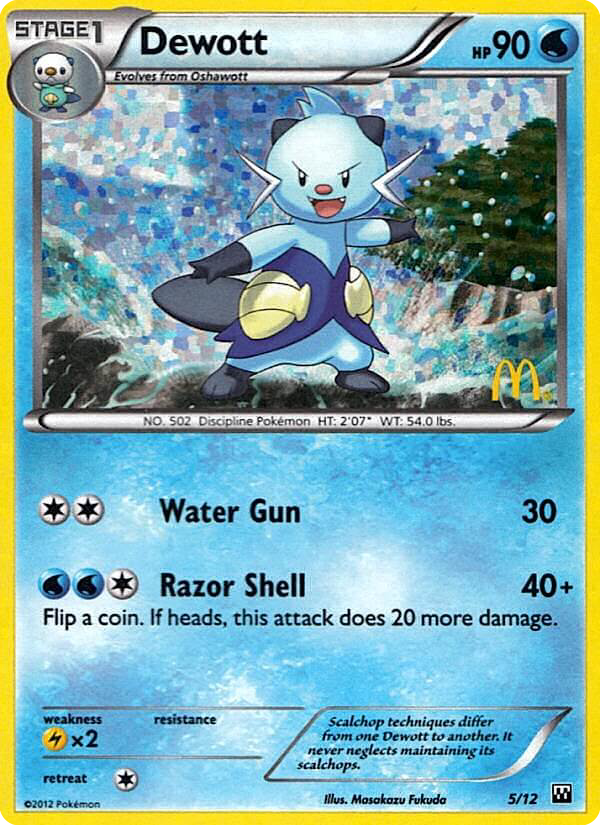 STAGE1
Dewott
HP90
Evolves from Oshawott
NO. 502 Discipline Pokémon HT: 2'07" WT: 54.0 lbs.
Water Gun 30
Razor Shell 40+
Flip a coin. If heads, this attack does 20 more damage.
weakness resistance
×2
Scalchop techniques differ
from one Dewott to another. It
never neglects maintaining its
scalchops.
retreat
©2012 Pokémon
Illus. Masakazu Fukuda
5/12